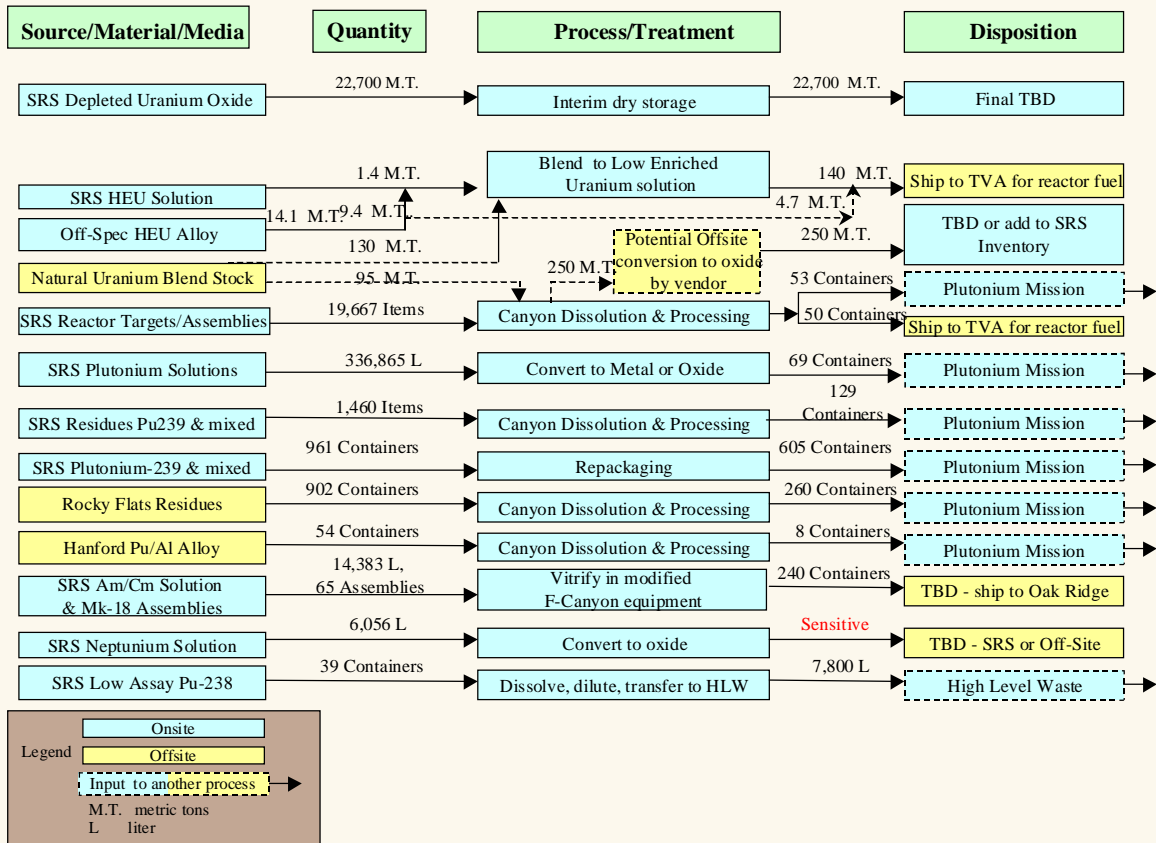 Source/Material/Media
Quantity
Process/Treatment
Disposition
SRS Depleted Uranium Oxide
22,700 M.T.
Interim dry storage
22,700 M.T.
Final TBD
SRS HEU Solution
1.4 M.T.
Blend to Low Enriched
Uranium solution
140 M.T.
Ship to TVA for reactor fuel
Off-Spec HEU Alloy
14.1 M.T.
9.4 M.T.
4.7 M.T.
TBD or add to SRS
Inventory
Natural Uranium Blend Stock
130 M.T.
95 M.T.
250 M.T.
Potential Offsite
conversion to oxide
by vendor
250 M.T.
SRS Reactor Targets/Assemblies
19,667 Items
Canyon Dissolution & Processing
53 Containers
Plutonium Mission
50 Containers
Ship to TVA for reactor fuel
SRS Plutonium Solutions
336,865 L
Convert to Metal or Oxide
69 Containers
Plutonium Mission
SRS Residues Pu239 & mixed
1,460 Items
Canyon Dissolution & Processing
129
Containers
Plutonium Mission
SRS Plutonium-239 & mixed
961 Containers
Repackaging
605 Containers
Plutonium Mission
Rocky Flats Residues
902 Containers
Canyon Dissolution & Processing
260 Containers
Plutonium Mission
Hanford Pu/Al Alloy
54 Containers
Canyon Dissolution & Processing
8 Containers
Plutonium Mission
SRS Am/Cm Solution
& Mk-18 Assemblies
14,383 L,
65 Assemblies
Vitrify in modified
F-Canyon equipment
240 Containers
TBD - ship to Oak Ridge
SRS Neptunium Solution
6,056 L
Convert to oxide
Sensitive
TBD - SRS or Off-Site
SRS Low Assay Pu-238
39 Containers
Dissolve, dilute, transfer to HLW
7,800 L
High Level Waste
Legend
Onsite
Offsite
Input to another process
M.T. metric tons
L liter